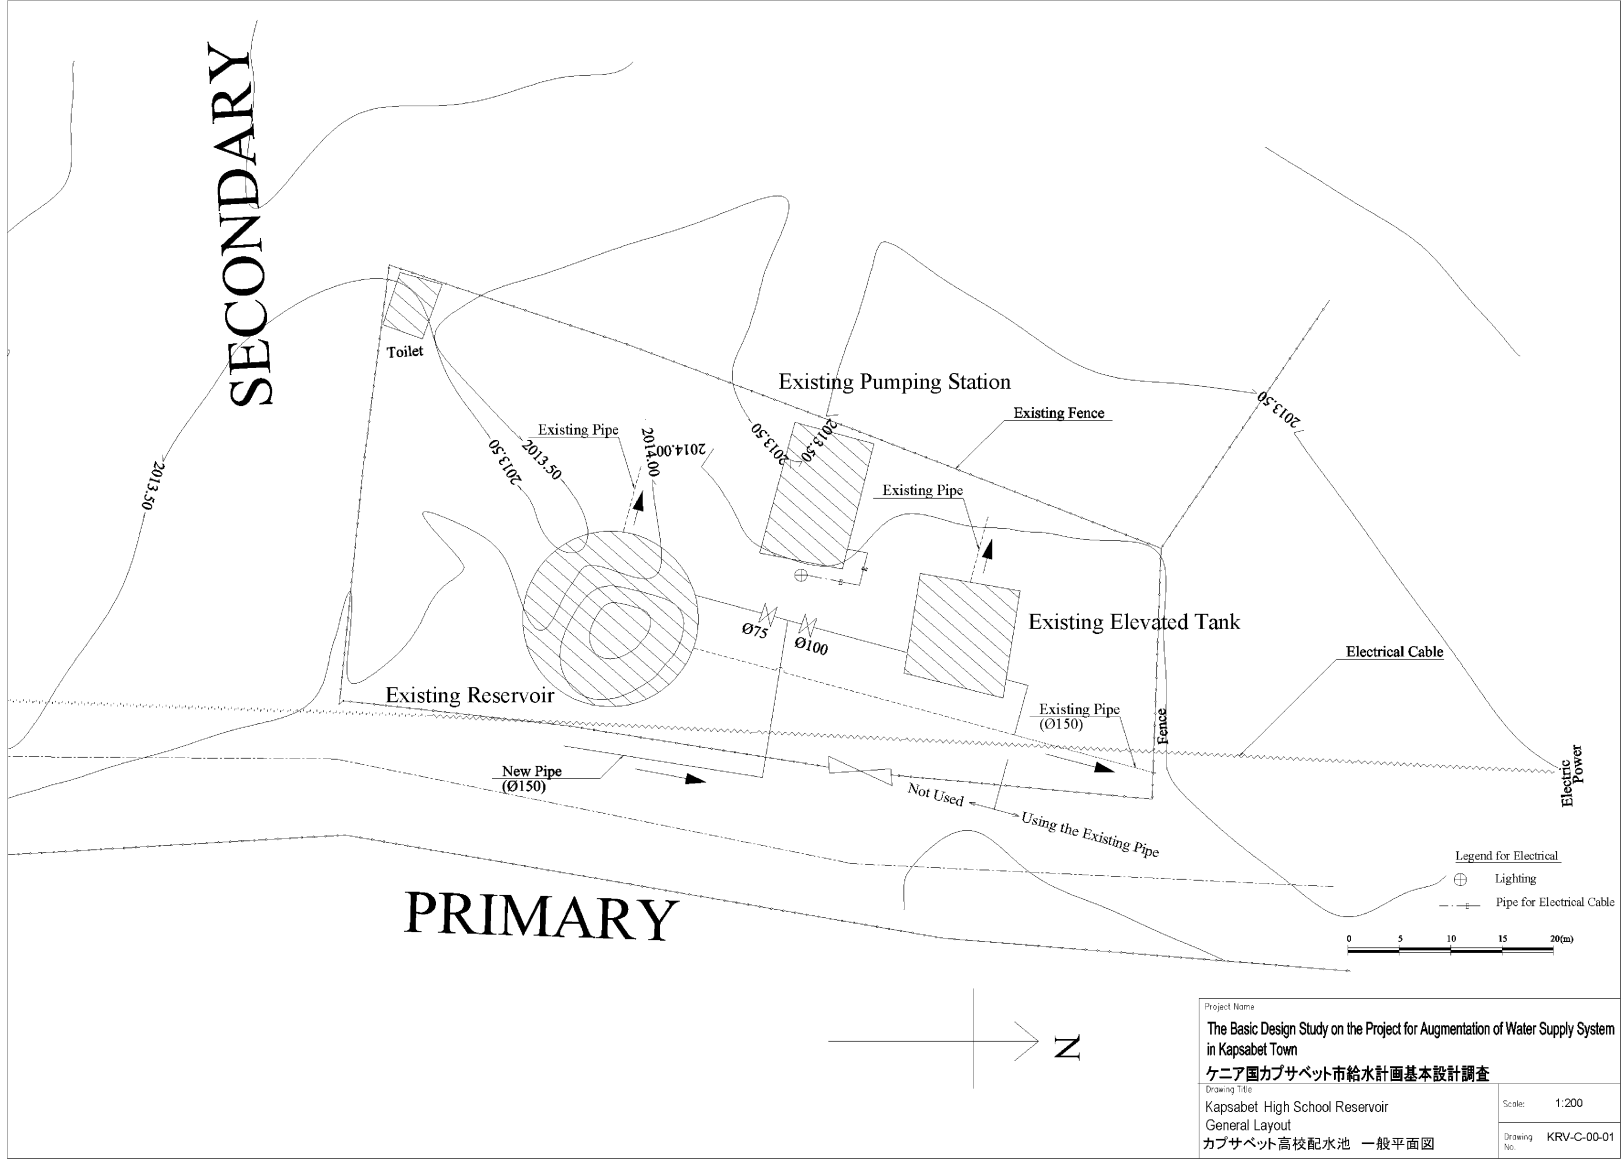 SECONDARY
Toilet
Existing Pumping Station
Existing Fence
2013.50
Existing Pipe
2014.00
2014.00
2013.50
2013.50
2013.50
2013.50
2013.50
Existing Pipe
Ø75
Ø100
Existing Elevated Tank
Electrical Cable
Existing Reservoir
Existing Pipe
(Ø150)
Fence
New Pipe
(Ø150)
Electric
Power
Not Used
Using the Existing Pipe
PRIMARY
Legend for Electrical
Lighting
E
Pipe for Electrical Cable
0 5 10 15 20(m)
N
Project Name
The Basic Design Study on the Project for Augmentation of Water Supply System
in Kapsabet Town
ケニア国カプサベット市給水計画基本設計調査
Drawing Title
Kapsabet High School Reservoir
General Layout
カプサベット高校配水池 一般平面図
Scale: 1:200
Drawing No. KRV-C-00-01